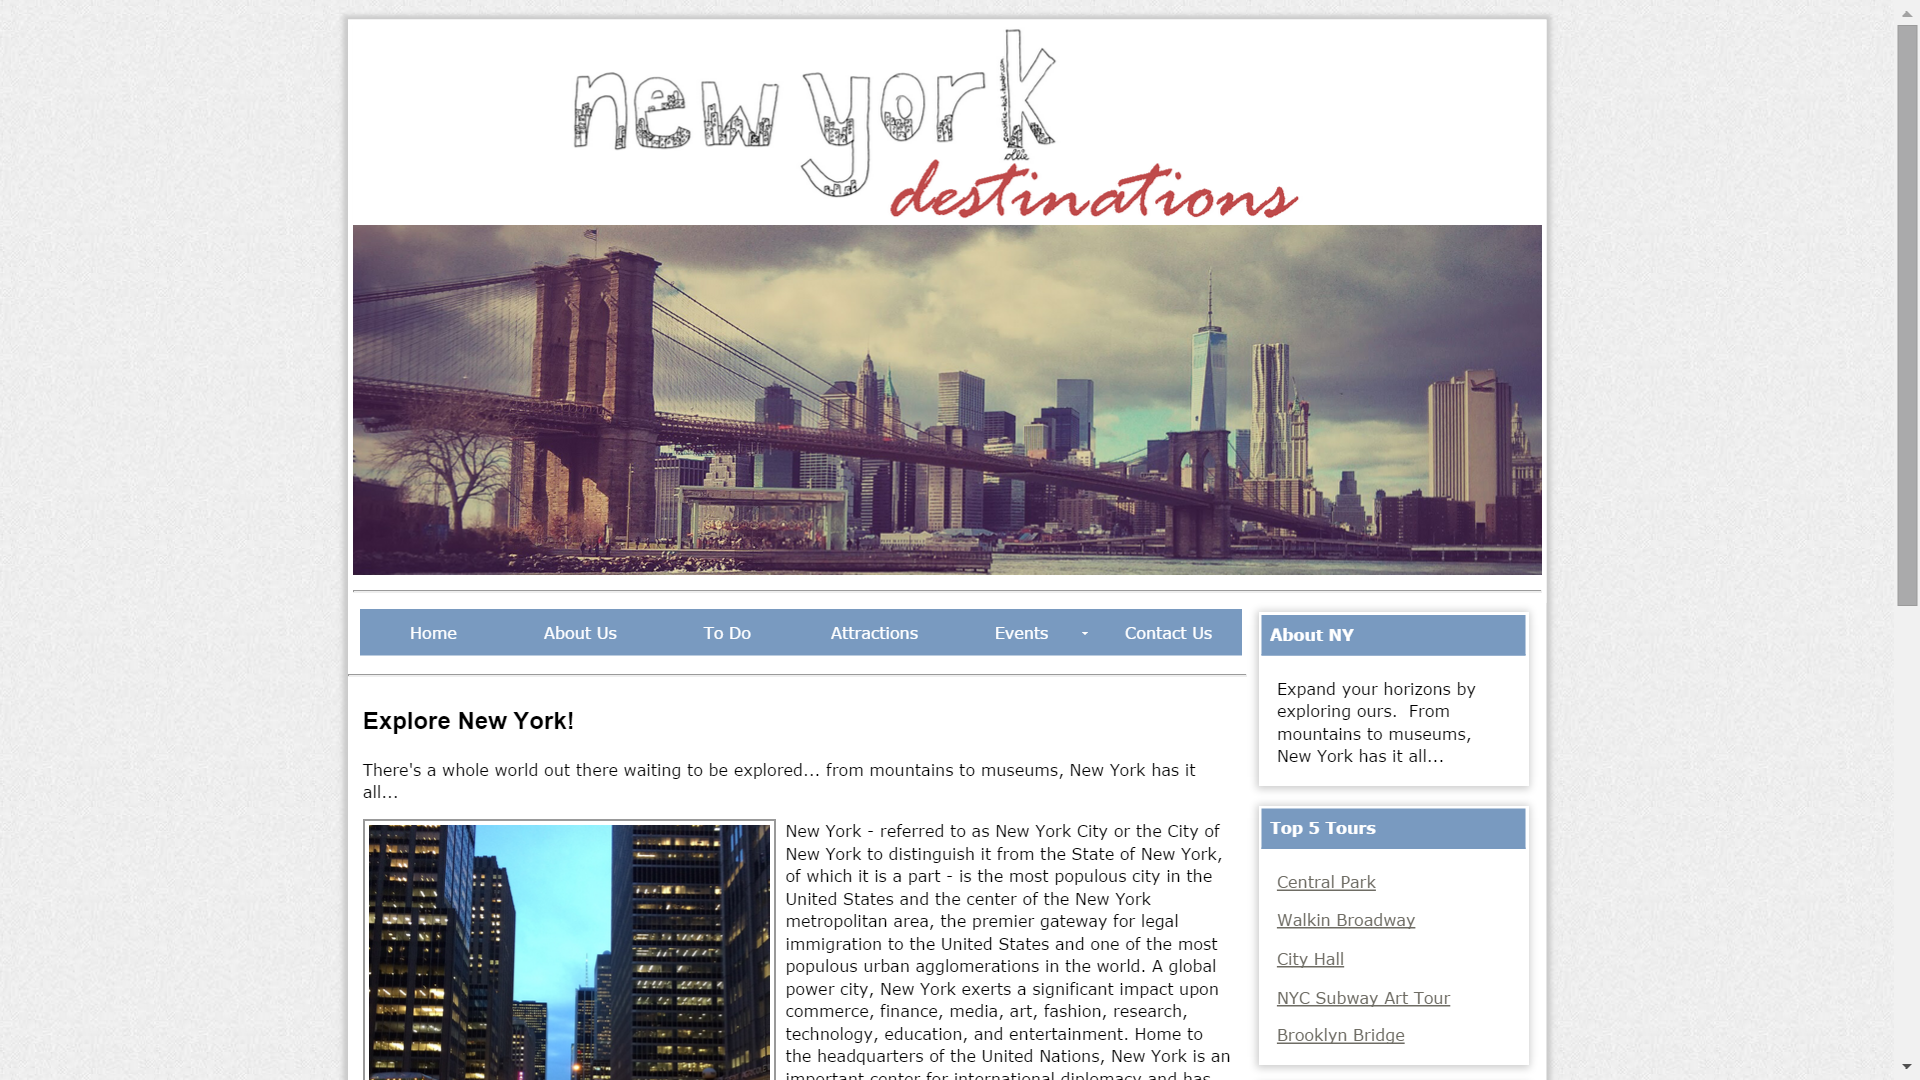 new york
destinations
Home
About Us
To Do
Attractions
Events
Contact Us
About NY
Expand your horizons by
exploring ours.  From
mountains to museums,
New York has it all...
Explore New York!
There's a whole world out there waiting to be explored... from mountains to museums, New York has it
all...
New York - referred to as New York City or the City of
New York to distinguish it from the State of New York,
of which it is a part - is the most populous city in the
United States and the center of the New York
metropolitan area, the premier gateway for legal
immigration to the United States and one of the most
populous urban agglomerations in the world. A global
power city, New York exerts a significant impact upon
commerce, finance, media, art, fashion, research,
technology, education, and entertainment. Home to
the headquarters of the United Nations, New York is an
important center for international diplomacy and has
Top 5 Tours
Central Park
Walkin Broadway
City Hall
NYC Subway Art Tour
Brooklyn Bridge